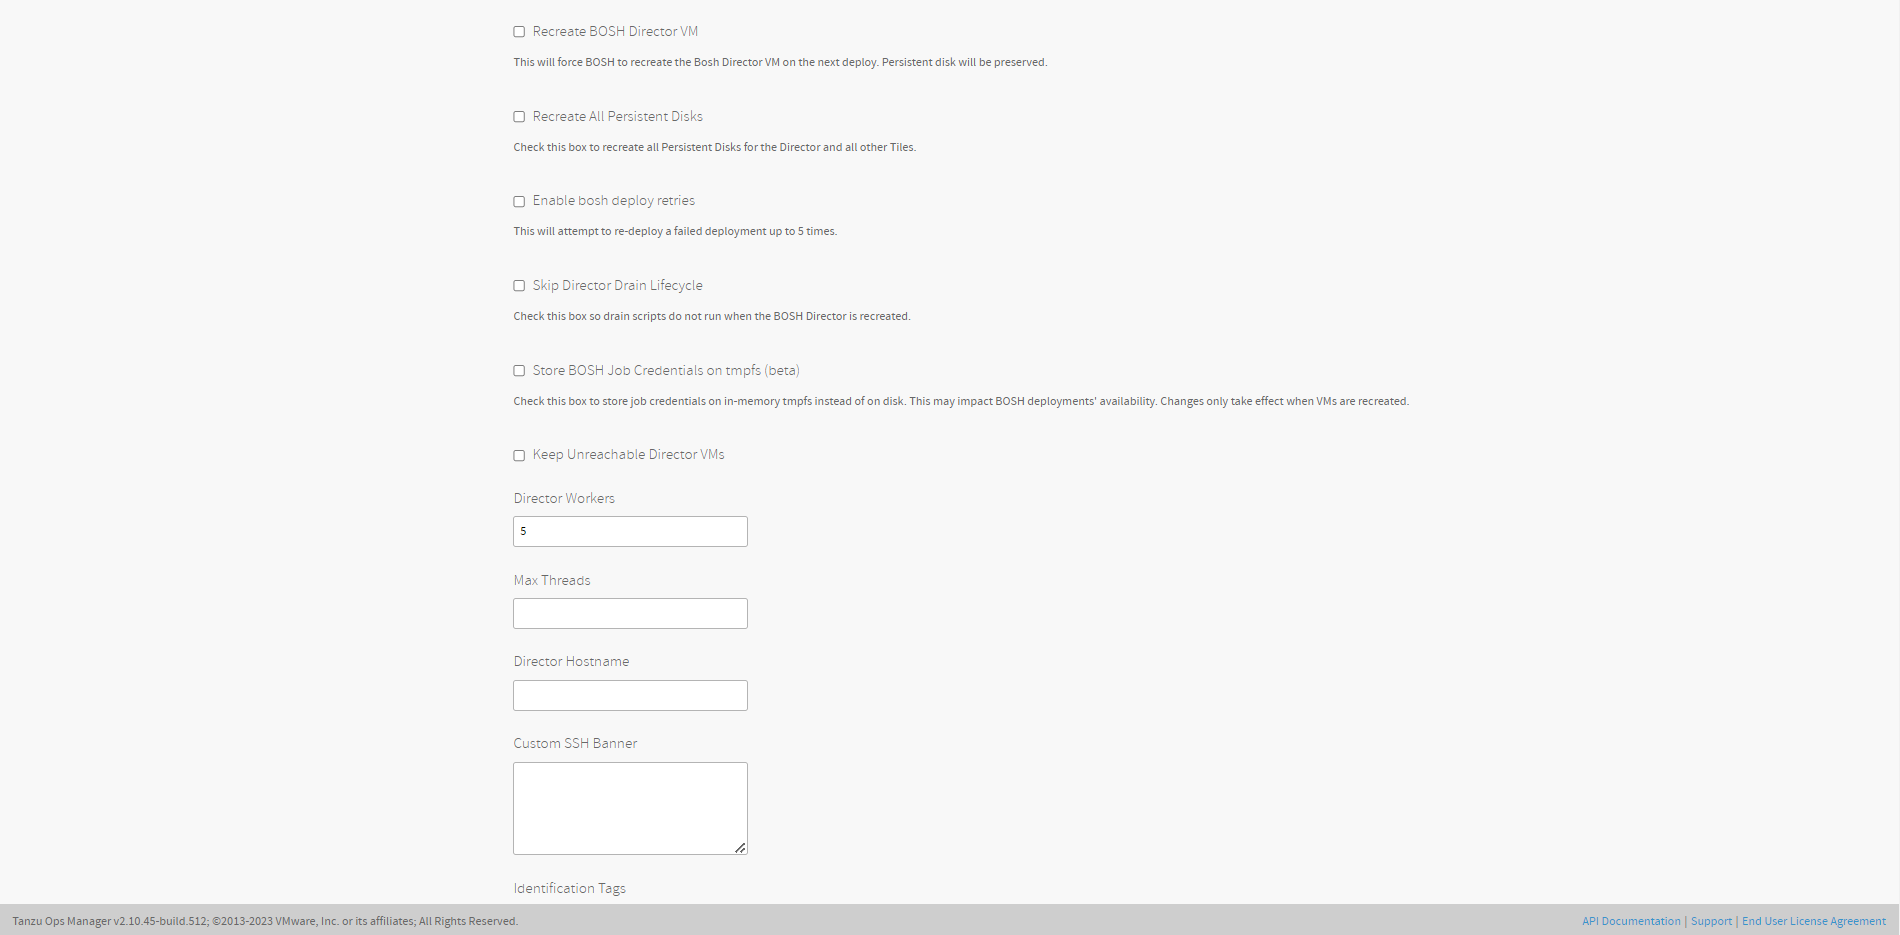 Recreate BOSH Director VM
This will force BOSH to recreate the Bosh Director VM on the next deploy. Persistent disk will be preserved.
Recreate All Persistent Disks
Check this box to recreate all Persistent Disks for the Director and all other Tiles.
Enable bosh deploy retries
This will attempt to re-deploy a failed deployment up to 5 times.
Skip Director Drain Lifecycle
Check this box so drain scripts do not run when the BOSH Director is recreated.
Store BOSH Job Credentials on tmpfs (beta)
Check this box to store job credentials on in-memory tmpfs instead of on disk. This may impact BOSH deployments' availability. Changes only take effect when VMs are recreated.
Keep Unreachable Director VMs
Director Workers
5
Max Threads
Director Hostname
Custom SSH Banner
Identification Tags
Tanzu Ops Manager v2.10.45-build.512; ©2013-2023 VMware, Inc. or its affiliates; All Rights Reserved.
API Documentation | Support | End User License Agreement